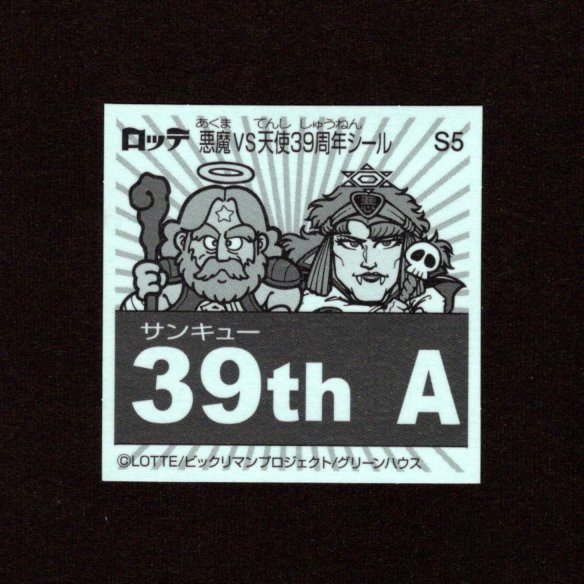 あくま てんし しゅうねん
ロッテ 悪魔VS天使39周年シール S5
悪
サンキュー
39th A
©LOTTE/ビックリマンプロジェクト/グリーンハウス